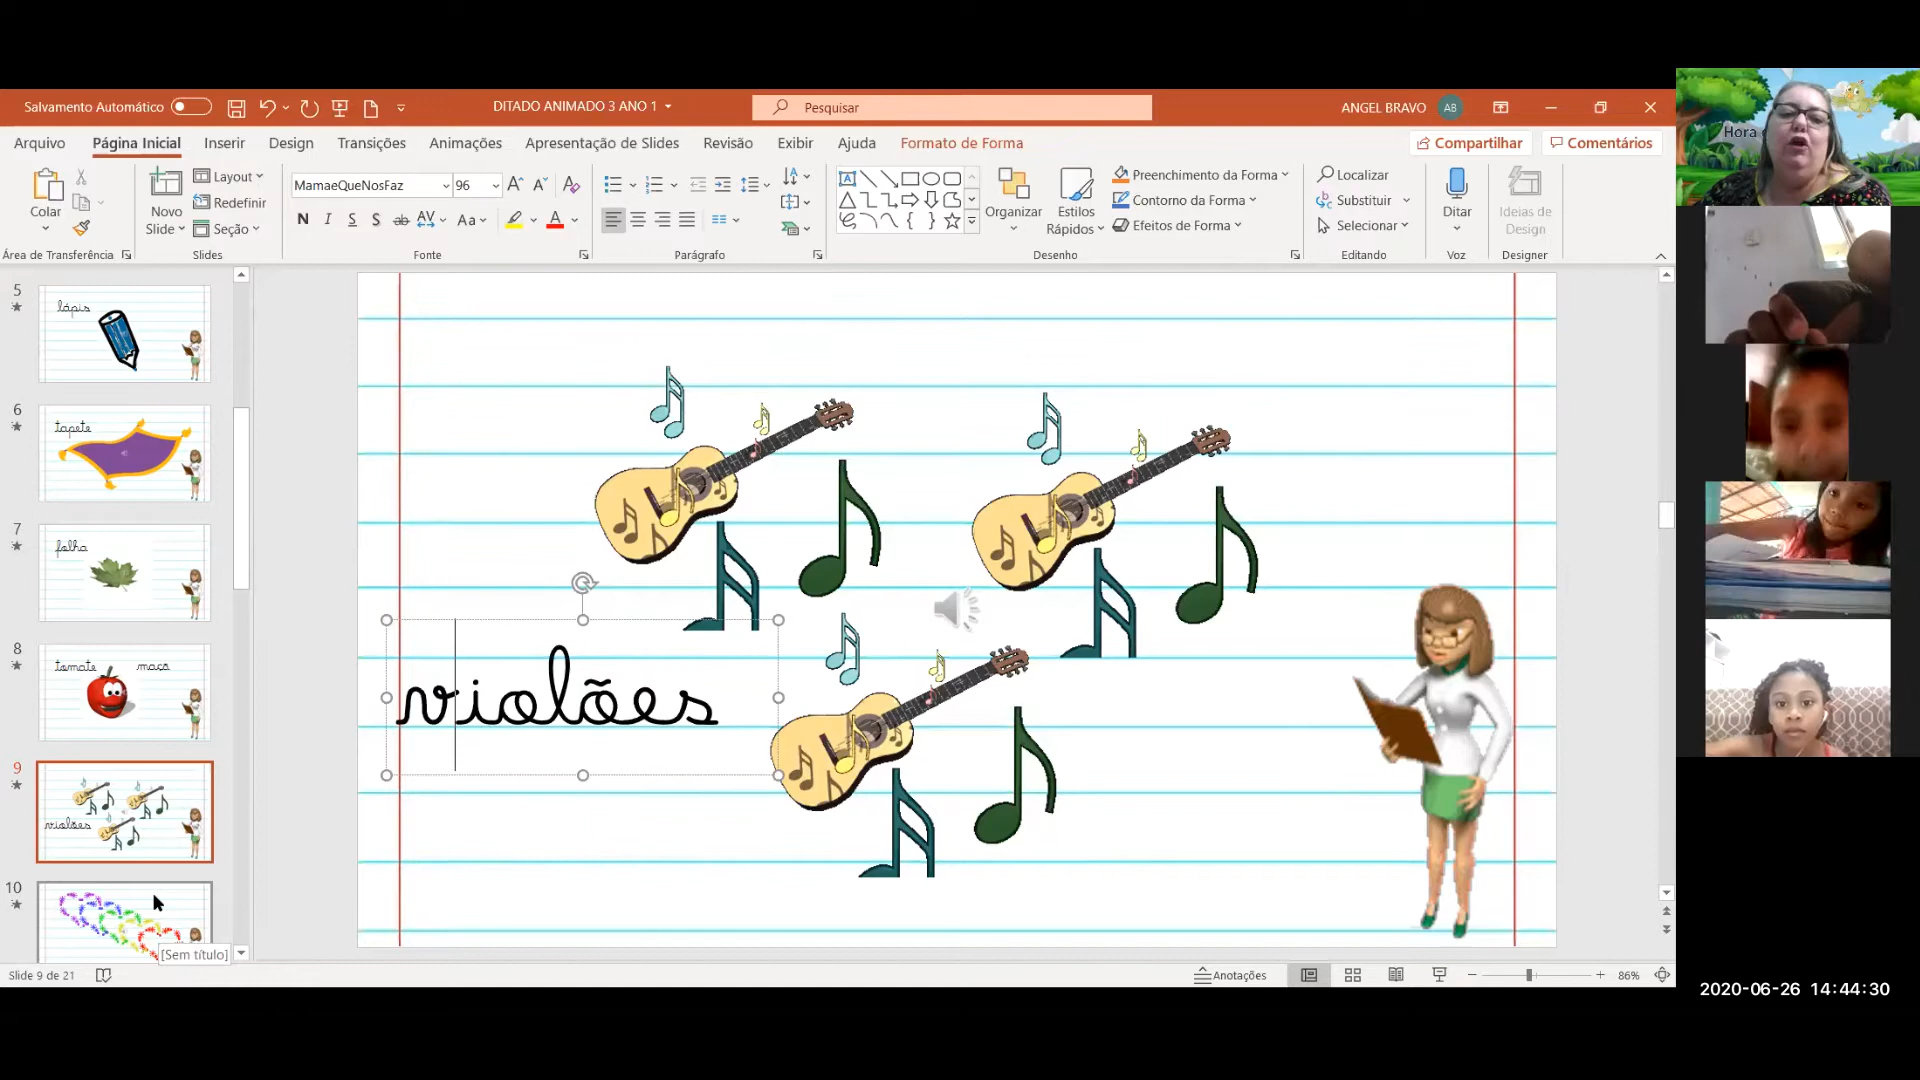 Salvamento Automático
DITADO ANIMADO 3 ANO 1
Pesquisar
ANGEL BRAVO
AB
Arquivo
Página Inicial
Inserir
Design
Transições
Animações
Apresentação de Slides
Revisão
Exibir
Ajuda
Formato de Forma
Compartilhar
Comentários
Colar
Área de Transferência
Novo
Slide
Layout
Redefinir
Seção
Slides
MamaeQueNosFaz
96
N I S S ab AV Aa A
Fonte
Parágrafo
Organizar
Estilos
Rápidos
Preenchimento da Forma
Contorno da Forma
Efeitos de Forma
Desenho
Localizar
Substituir
Selecionar
Editando
Ditar
Voz
Ideias de
Design
Designer
5
lápis
6
tapete
7
folha
8
tomate maçã
9
violões
10
[Sem título]
violões
Slide 9 de 21
Anotações
86%
Hora
2020-06-26 14:44:30